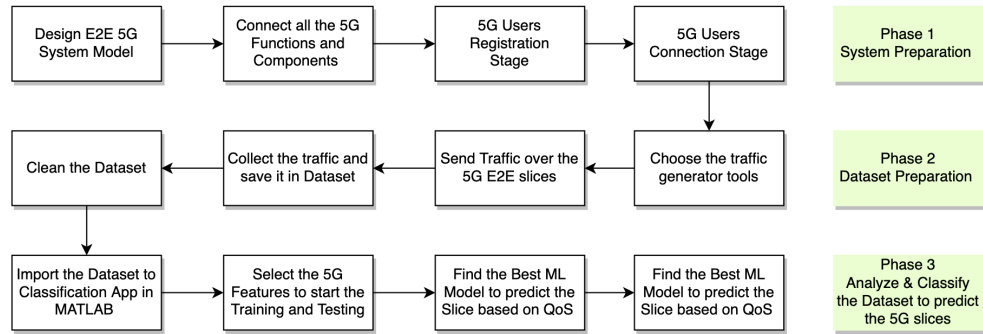 Design E2E 5G
System Model
Connect all the 5G
Functions and
Components
5G Users
Registration
Stage
5G Users
Connection Stage
Phase 1
System Preparation
Clean the Dataset
Collect the traffic and
save it in Dataset
Send Traffic over the
5G E2E slices
Choose the traffic
generator tools
Phase 2
Dataset Preparation
Import the Dataset to
Classification App in
MATLAB
Select the 5G
Features to start the
Training and Testing
Find the Best ML
Model to predict the
Slice based on QoS
Find the Best ML
Model to predict the
Slice based on QoS
Phase 3
Analyze & Classify
the Dataset to predict
the 5G slices